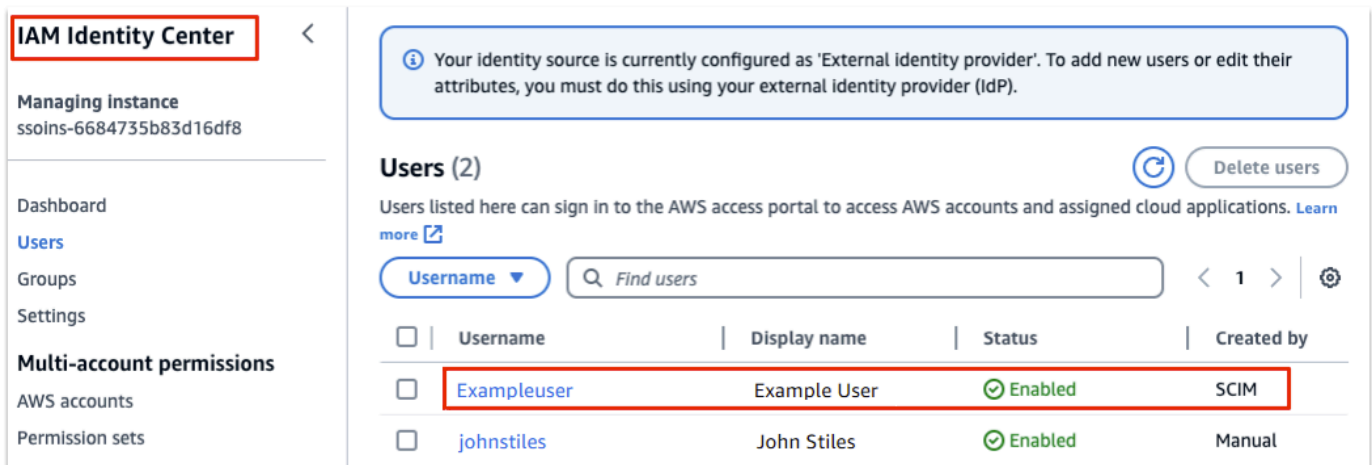 IAM Identity Center
Managing instance
ssoins-6684735b83d16df8
Dashboard
Users
Groups
Settings
Multi-account permissions
AWS accounts
Permission sets
Your identity source is currently configured as 'External identity provider'. To add new users or edit their
attributes, you must do this using your external identity provider (IdP).
Users (2)
Delete users
Users listed here can sign in to the AWS access portal to access AWS accounts and assigned cloud applications. Learn
more
Username
Find users
1
Username Display name Status Created by
Exampleuser Example User Enabled SCIM
johnstiles John Stiles Enabled Manual